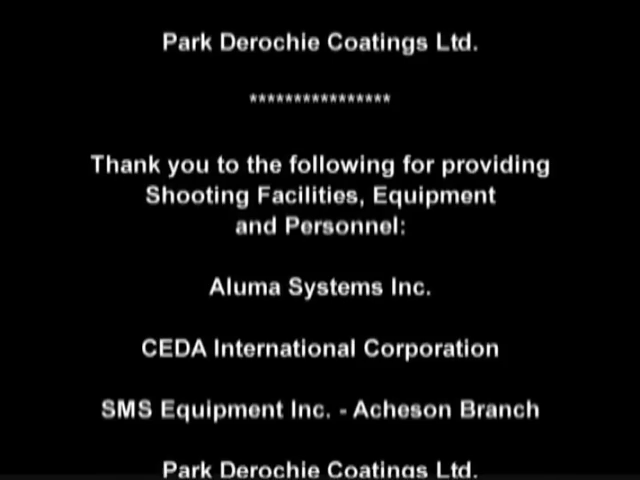 Park Derochie Coatings Ltd.
****************
Thank you to the following for providing
Shooting Facilities, Equipment
and Personnel:
Aluma Systems Inc.
CEDA International Corporation
SMS Equipment Inc. - Acheson Branch
Park Derochie Coatings Ltd.